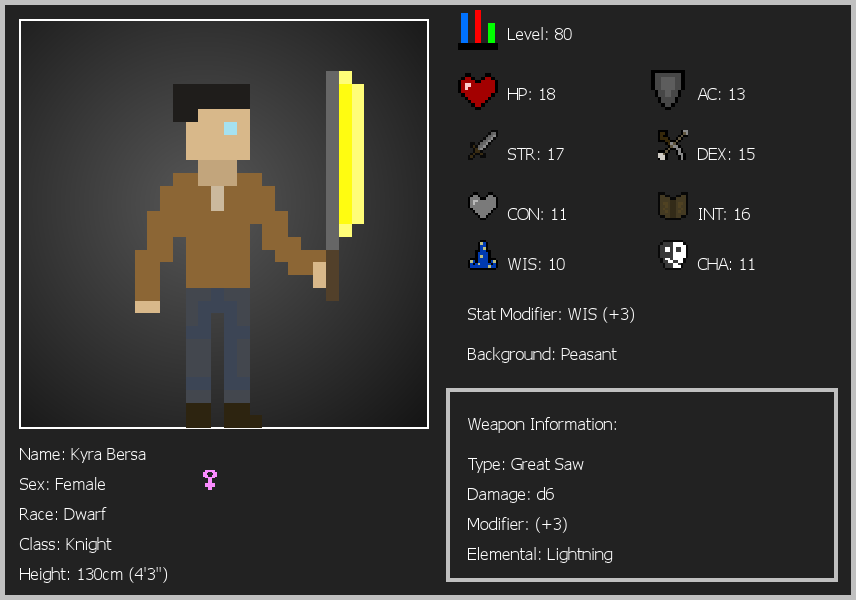 Level: 80
HP: 18
AC: 13
STR: 17
DEX: 15
CON: 11
INT: 16
WIS: 10
CHA: 11
Stat Modifier: WIS (+3)
Background: Peasant
Name: Kyra Bersa
Sex: Female
Race: Dwarf
Class: Knight
Height: 130cm (4'3")
Weapon Information:
Type: Great Saw
Damage: d6
Modifier: (+3)
Elemental: Lightning